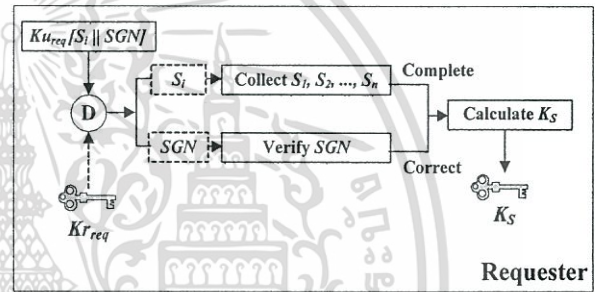 Ku_req [S_i || SGN]
D
S_i
Collect S_1, S_2, ..., S_n
Complete
SGN
Verify SGN
Correct
Calculate K_S
Kr_req
K_S
Requester